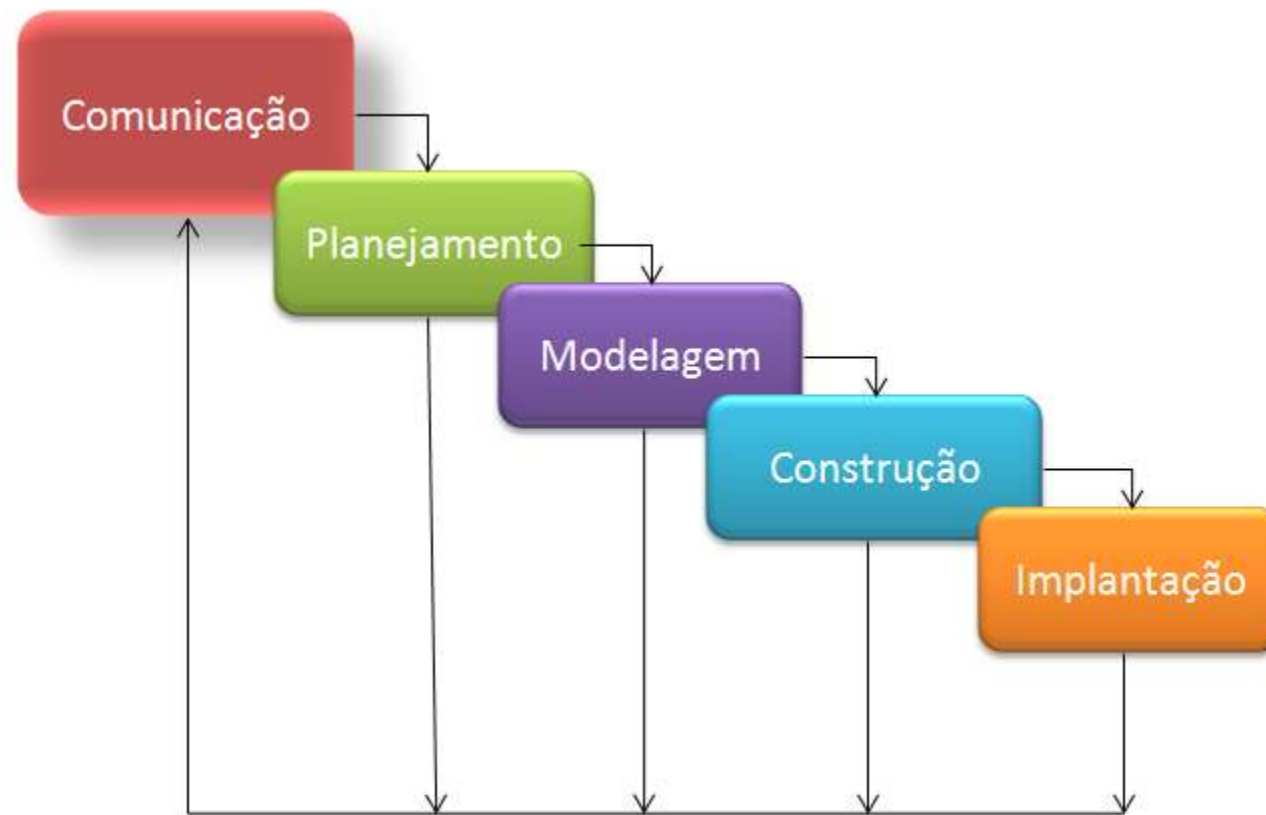 Comunicação
Planejamento
Modelagem
Construção
Implantação